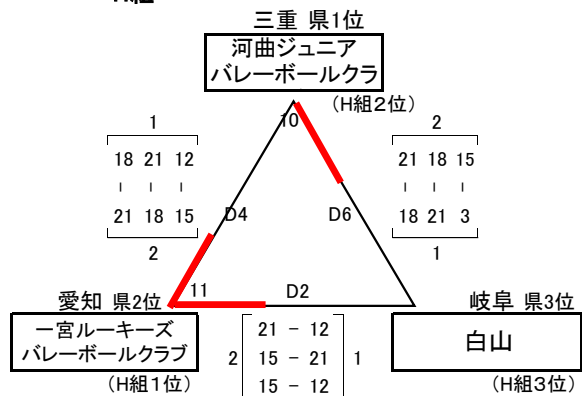 三重 県1位
河曲ジュニア
バレーボールクラ
(H組2位)
10
1
18 21 12
- - -
21 18 15
2
2
21 18 15
- - -
18 21 3
1
D4
D6
11
D2
愛知 県2位
一宮ルーキーズ
バレーボールクラブ
(H組1位)
2
21 - 12
15 - 21
15 - 12
1
岐阜 県3位
白山
(H組3位)